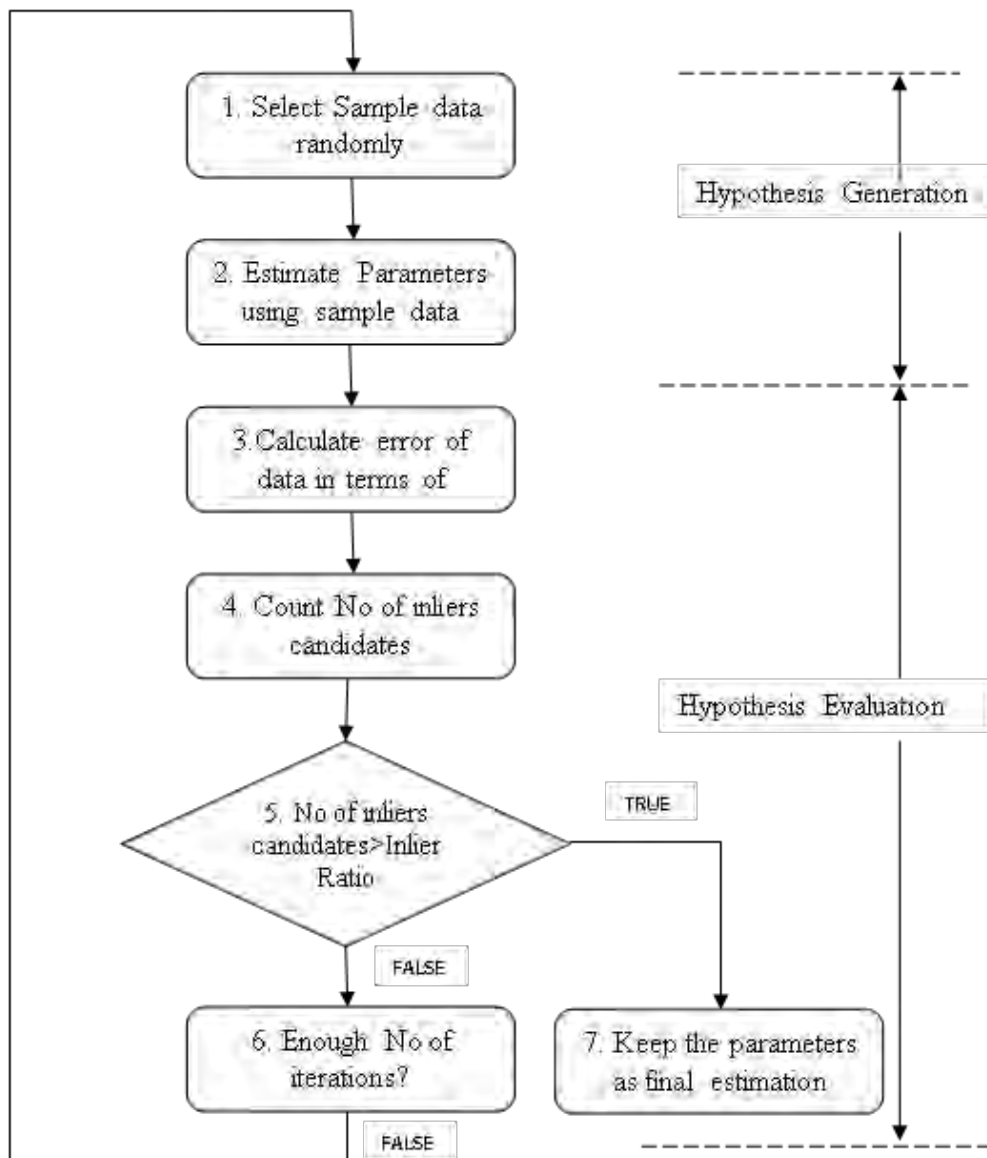 1. Select Sample data
randomly
Hypothesis Generation
2. Estimate Parameters
using sample data
3.Calculate error of
data in terms of
4. Count No of inliers
candidates
Hypothesis Evaluation
5. No of inliers
candidates>Inlier
Ratio
TRUE
FALSE
6. Enough No of
iterations?
7. Keep the parameters
as final estimation
FALSE